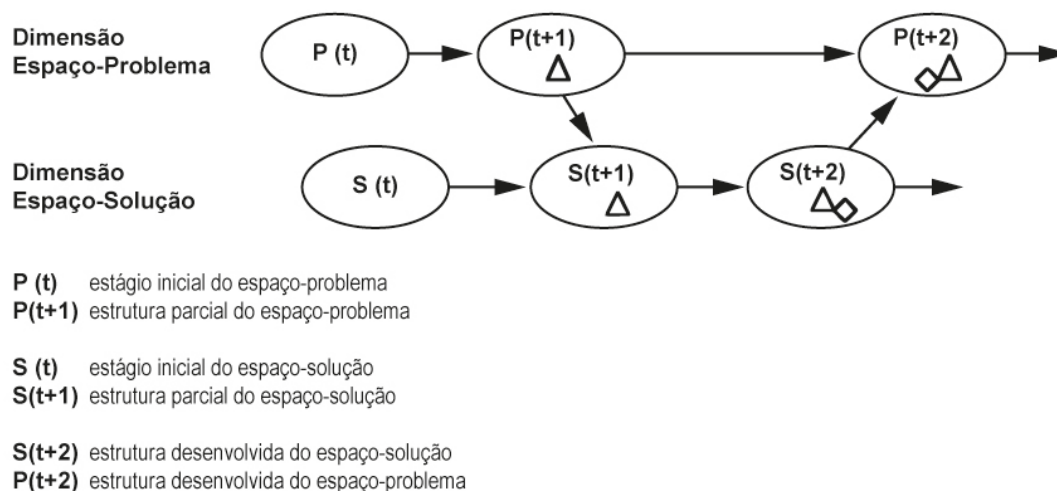 Dimensão
Espaço-Problema
P (t)
P(t+1)
P(t+2)
Dimensão
Espaço-Solução
S (t)
S(t+1)
S(t+2)
P (t) estágio inicial do espaço-problema
P(t+1) estrutura parcial do espaço-problema
S (t) estágio inicial do espaço-solução
S(t+1) estrutura parcial do espaço-solução
S(t+2) estrutura desenvolvida do espaço-solução
P(t+2) estrutura desenvolvida do espaço-problema